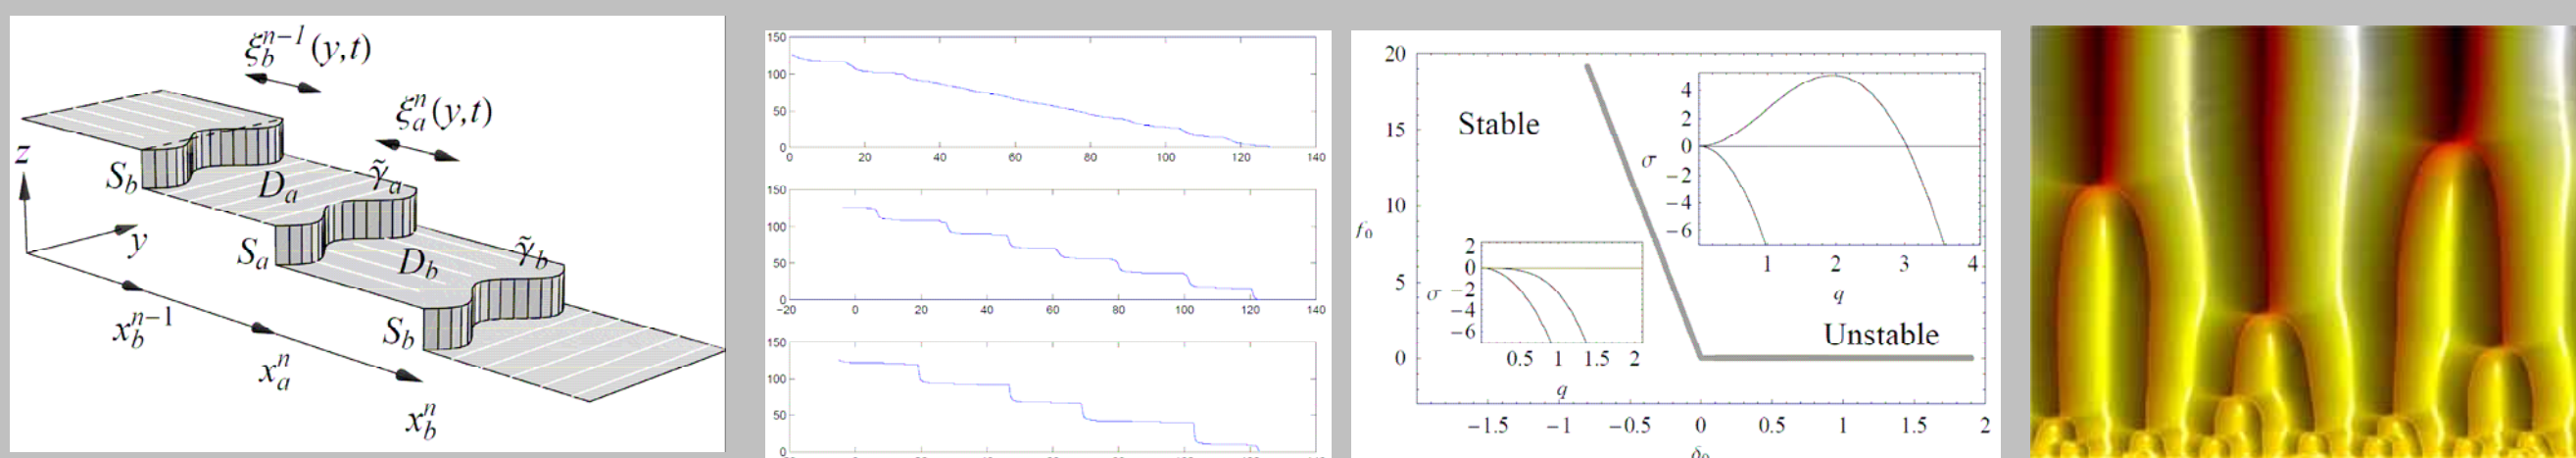 ξ_b^{n-1}(y,t)
ξ_a^n(y,t)
z
S_b
D_a
γ̃_a
y
S_a
D_b
γ̃_b
S_b
x_b^{n-1}
x_a^n
x_b^n
150
100
50
0
0 20 40 60 80 100 120 140
150
100
50
0
−20 0 20 40 60 80 100 120 140
150
100
50
0
20
15
10
5
0
f₀
Stable
Unstable
σ
4
2
0
−2
−4
−6
1 2 3 4
q
σ
2
0
−2
−4
−6
0.5 1 1.5 2
q
−1.5 −1 −0.5 0 0.5 1 1.5 2
δ₀